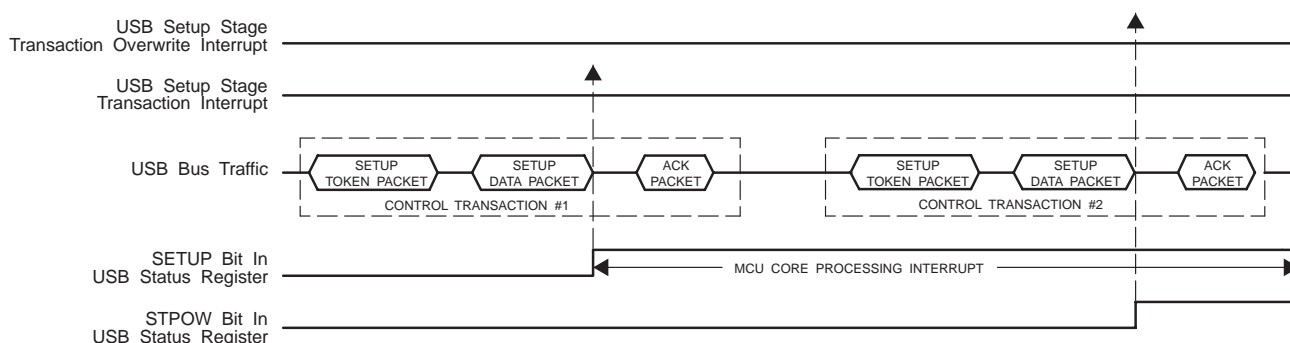 USB Setup Stage
Transaction Overwrite Interrupt
USB Setup Stage
Transaction Interrupt
USB Bus Traffic
SETUP
TOKEN PACKET
SETUP
DATA PACKET
ACK
PACKET
CONTROL TRANSACTION #1
SETUP
TOKEN PACKET
SETUP
DATA PACKET
ACK
PACKET
CONTROL TRANSACTION #2
SETUP Bit In
USB Status Register
MCU CORE PROCESSING INTERRUPT
STPOW Bit In
USB Status Register